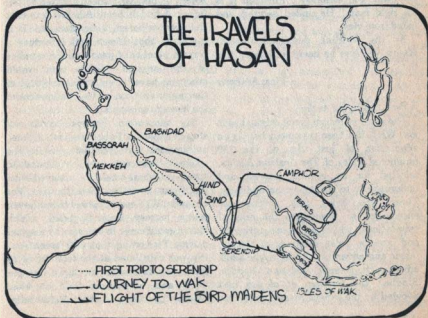 THE TRAVELS
OF HASAN
BAGHDAD
BASSORAH
MEKKEH
HIND
SIND
CAMPHOR
BIRDS
SERENDIP
ISLES OF WAK
..... FIRST TRIP TO SERENDIP
JOURNEY TO WAK
FLIGHT OF THE BIRD MAIDENS